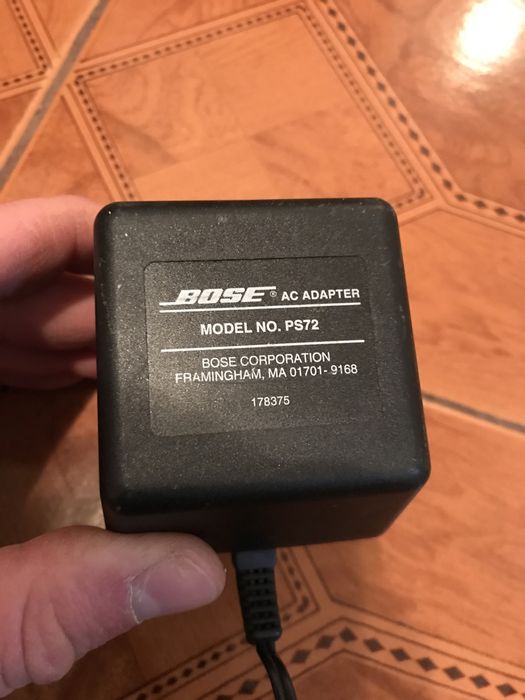 BOSE® AC ADAPTER
MODEL NO. PS72
BOSE CORPORATION
FRAMINGHAM, MA 01701- 9168
178375